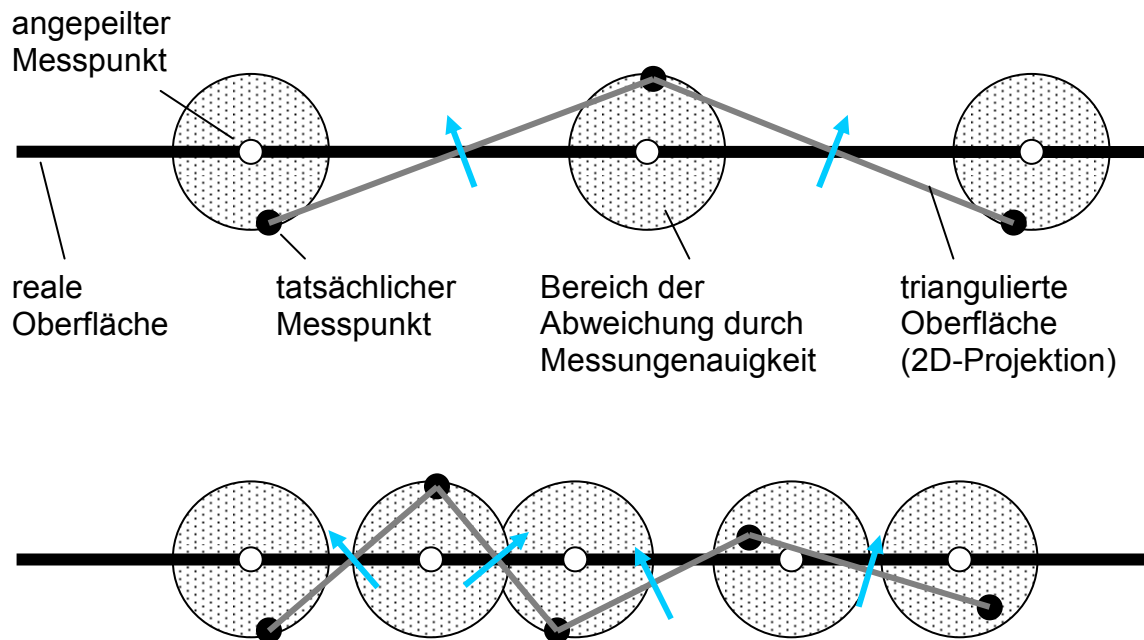 angepeilter
Messpunkt
reale
Oberfläche
tatsächlicher
Messpunkt
Bereich der
Abweichung durch
Messungenauigkeit
triangulierte
Oberfläche
(2D-Projektion)